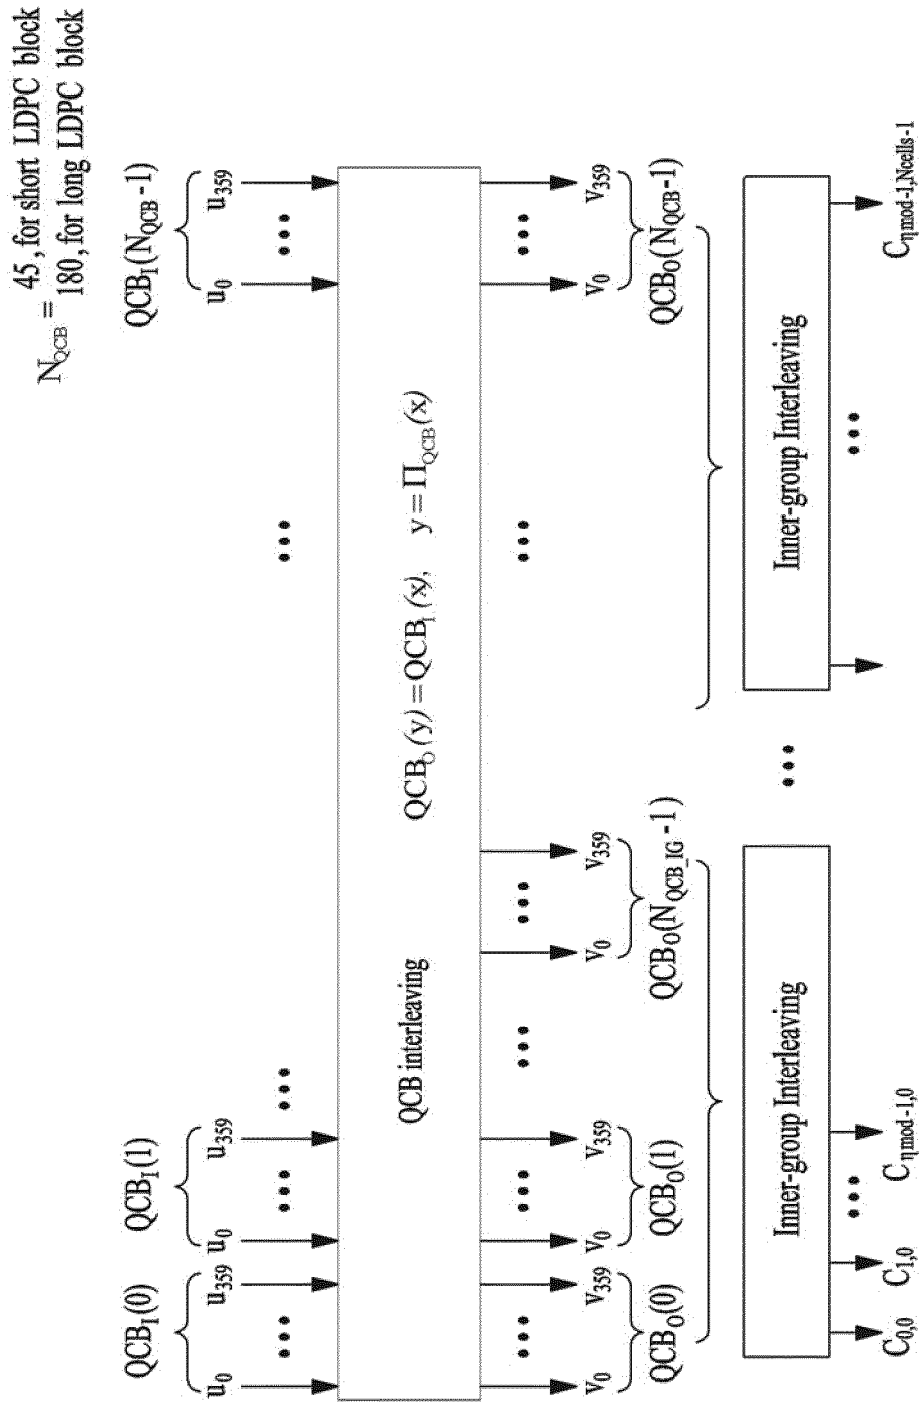 N_QCB = 45, for short LDPC block
180, for long LDPC block
QCB_I(0) QCB_I(1) QCB_I(N_QCB -1)
u_0 u_359 u_0 u_359 u_0 u_359
QCB interleaving QCB_O(y) = QCB_I(x), y = Π_QCB(x)
v_0 v_359 v_0 v_359 v_0 v_359 v_0 v_359
QCB_O(0) QCB_O(1) QCB_O(N_QCB_IG -1) QCB_O(N_QCB -1)
Inner-group Interleaving Inner-group Interleaving
C_0,0 C_1,0 C_ηmod-1,0 C_ηmod-1,Ncells-1